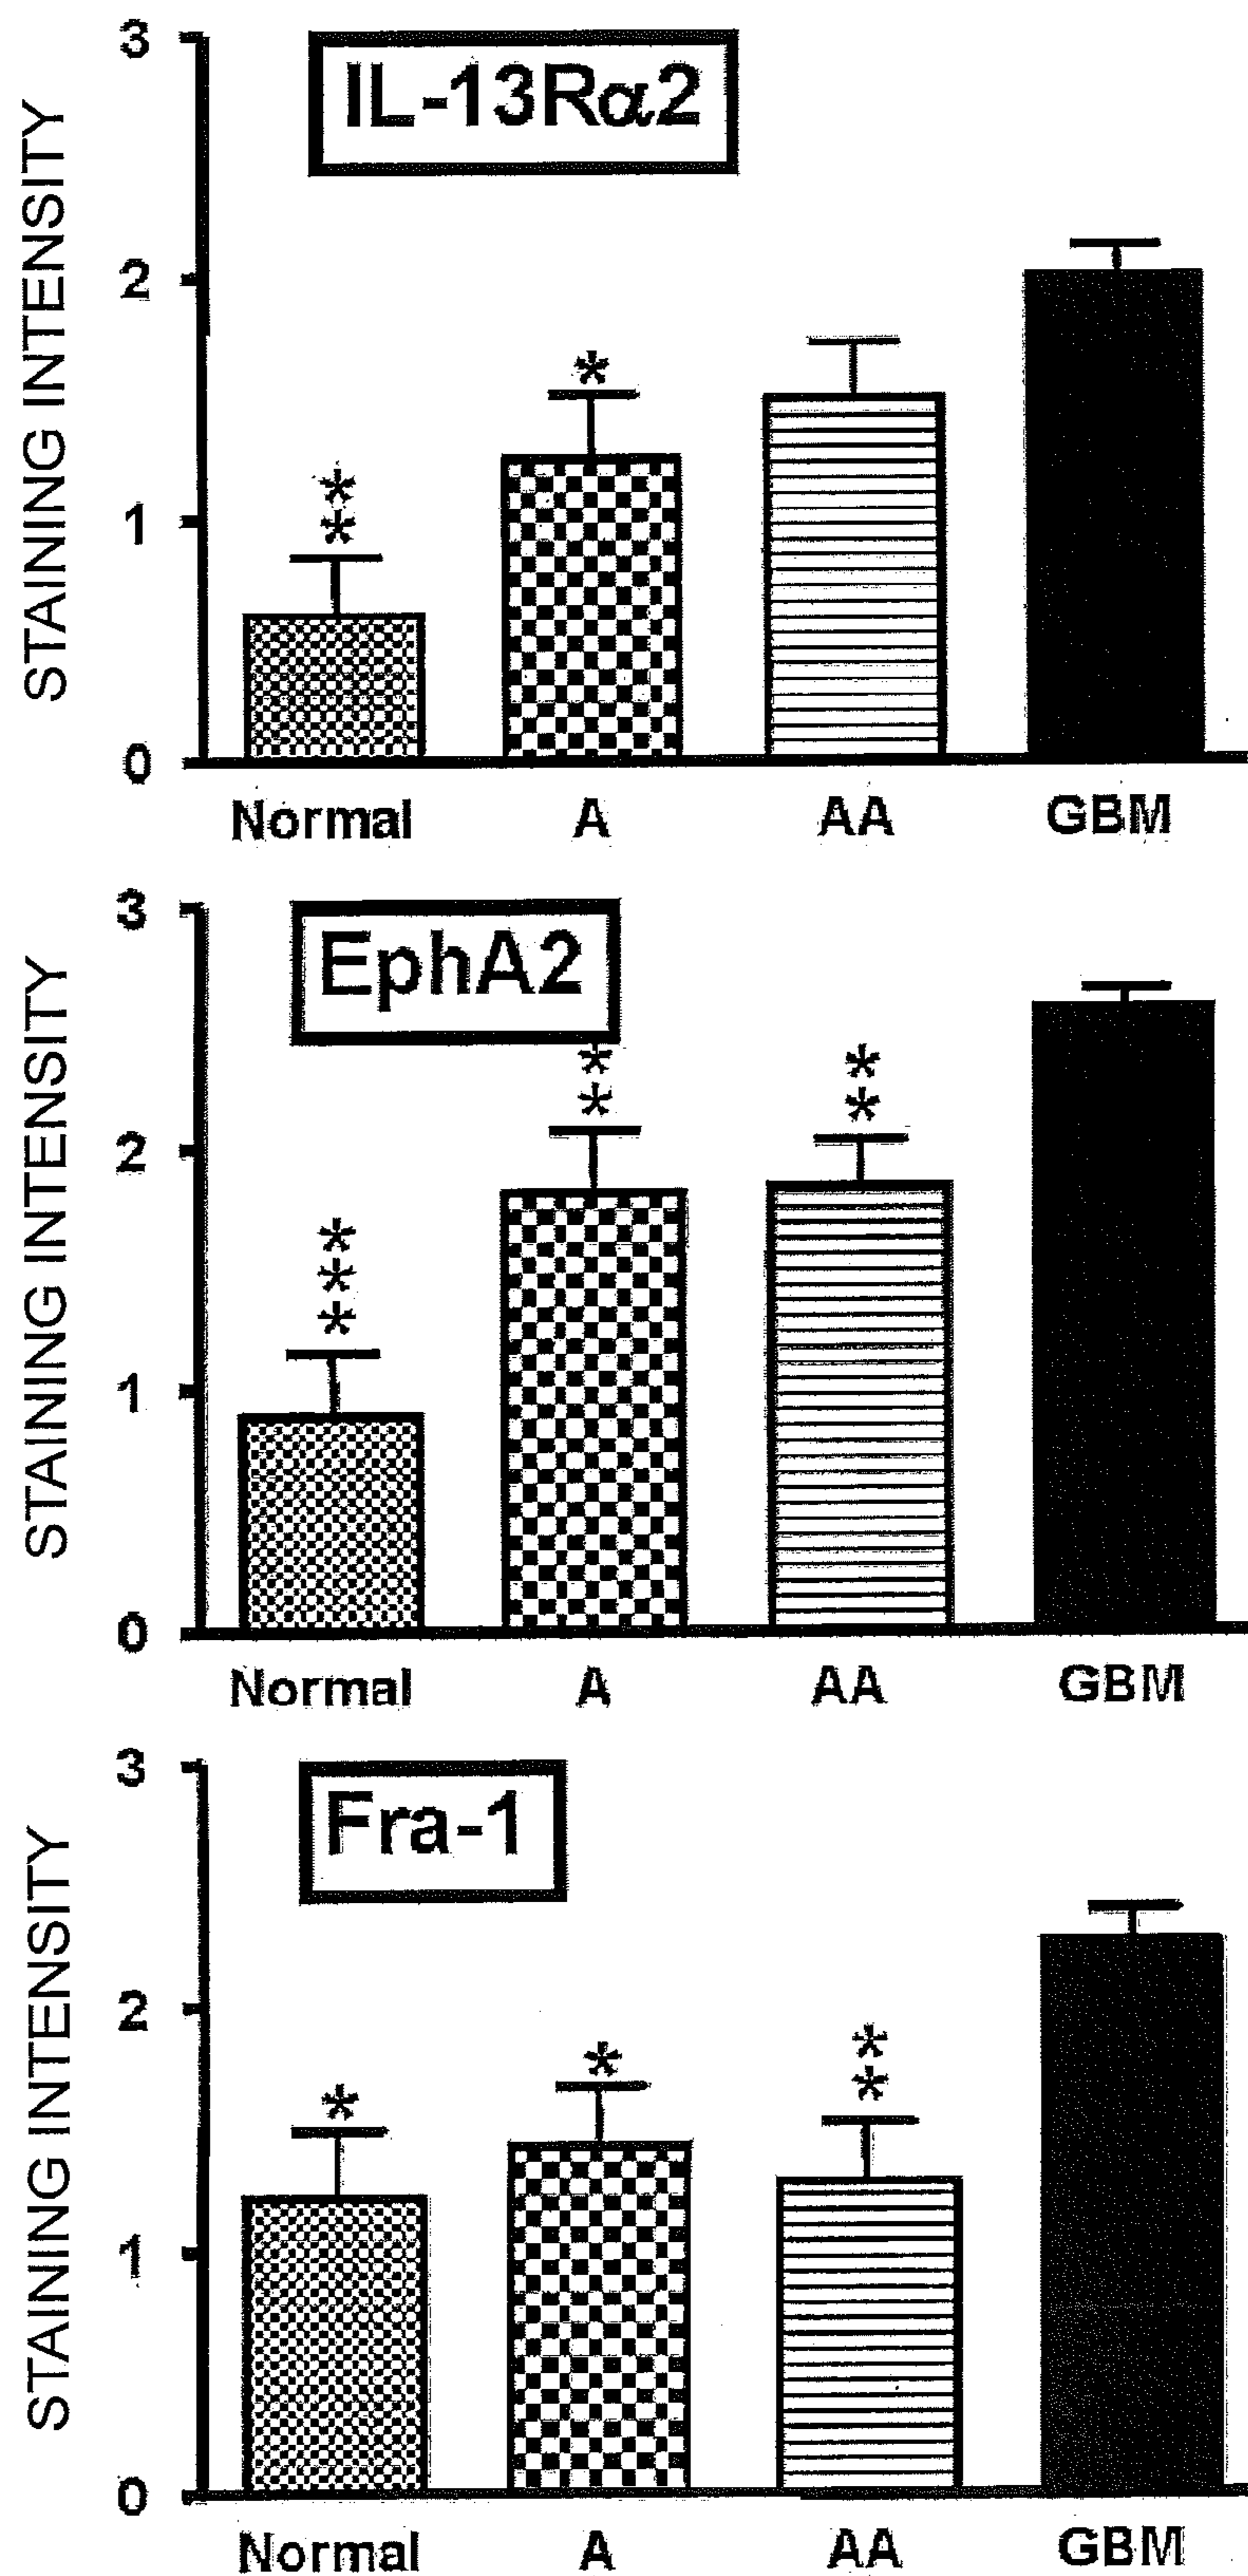 IL-13Rα2
STAINING INTENSITY
3
2
1
0
*
*
*
Normal A AA GBM
EphA2
STAINING INTENSITY
3
2
1
0
*
*
*
*
*
*
*
Normal A AA GBM
Fra-1
STAINING INTENSITY
3
2
1
0
*
*
*
*
Normal A AA GBM